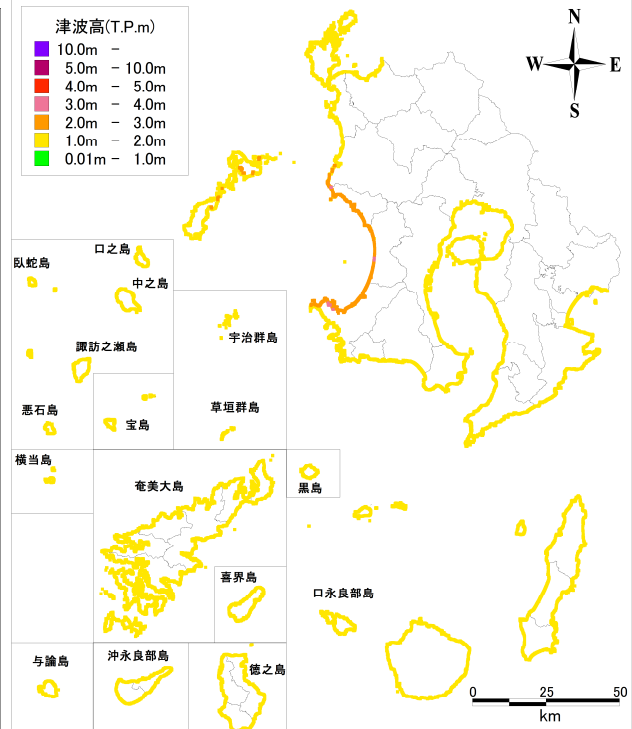 津波高(T.P.m)
10.0m −
5.0m − 10.0m
4.0m − 5.0m
3.0m − 4.0m
2.0m − 3.0m
1.0m − 2.0m
0.01m − 1.0m
N
W E
S
口之島
臥蛇島
中之島
宇治群島
諏訪之瀬島
悪石島
宝島
草垣群島
横当島
奄美大島
黒島
喜界島
口永良部島
与論島
沖永良部島
徳之島
0 25 50
km